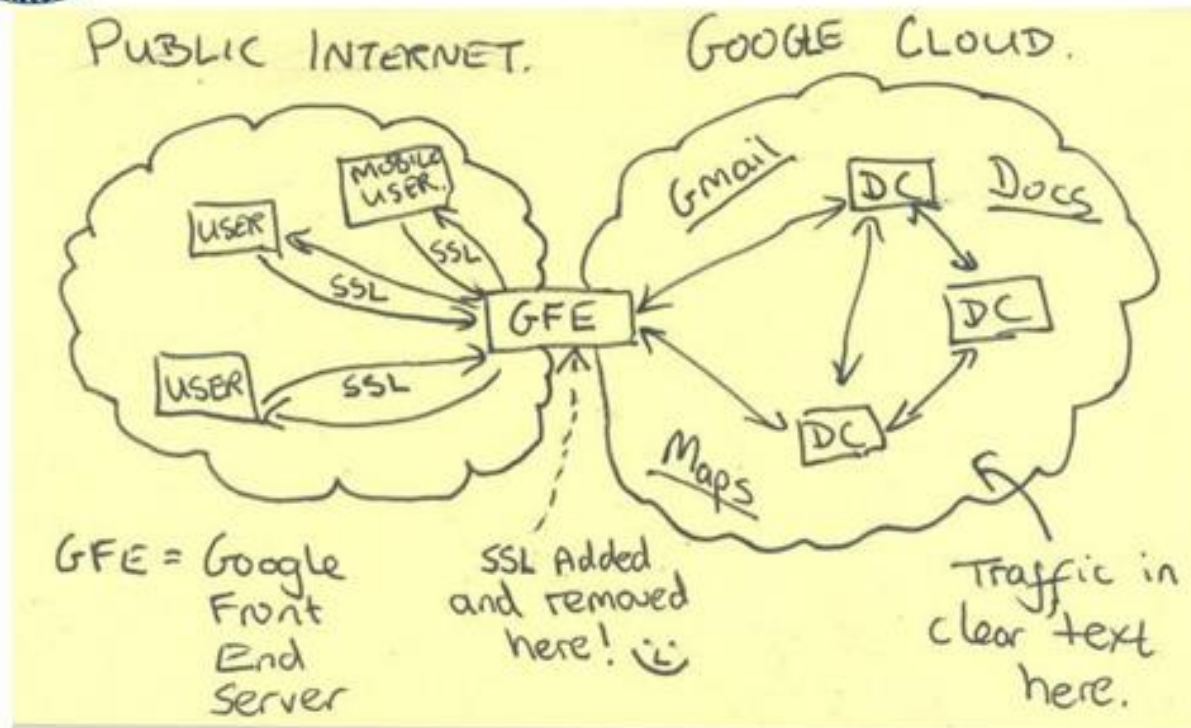 PUBLIC INTERNET.
GOOGLE CLOUD.
MOBILE
USER.
USER
SSL
SSL
USER
SSL
GFE
Gmail
DC
Docs
DC
DC
Maps
GFE = Google
Front
End
Server
SSL Added
and removed
here!
Traffic in
clear text
here.